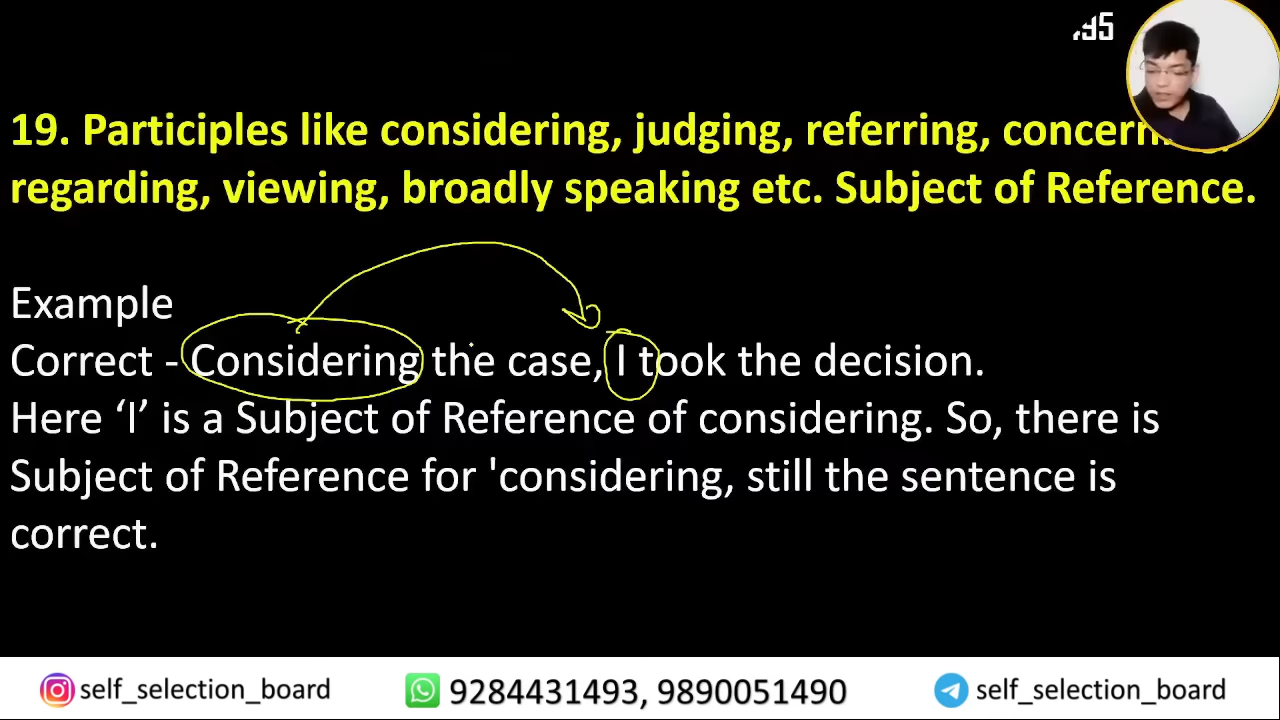 19. Participles like considering, judging, referring,
regarding, viewing, broadly speaking etc. Subject of Reference.
Example
Correct - Considering the case, I took the decision.
Here ‘I’ is a Subject of Reference of considering. So, there is
Subject of Reference for 'considering, still the sentence is
correct.
self_selection_board 9284431493, 9890051490 self_selection_board